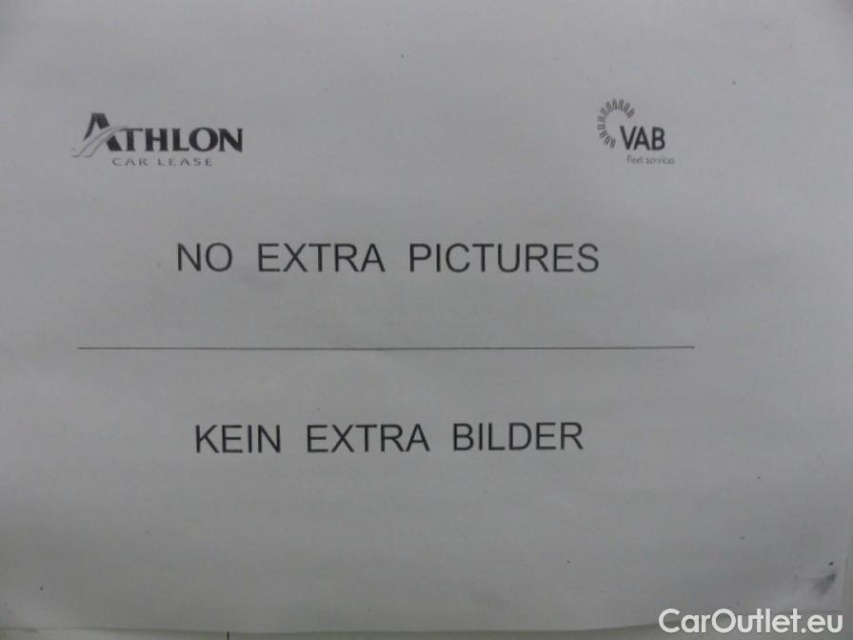 ATHLON
CAR LEASE
VAB
fleet services
NO EXTRA PICTURES
KEIN EXTRA BILDER
CarOutlet.eu